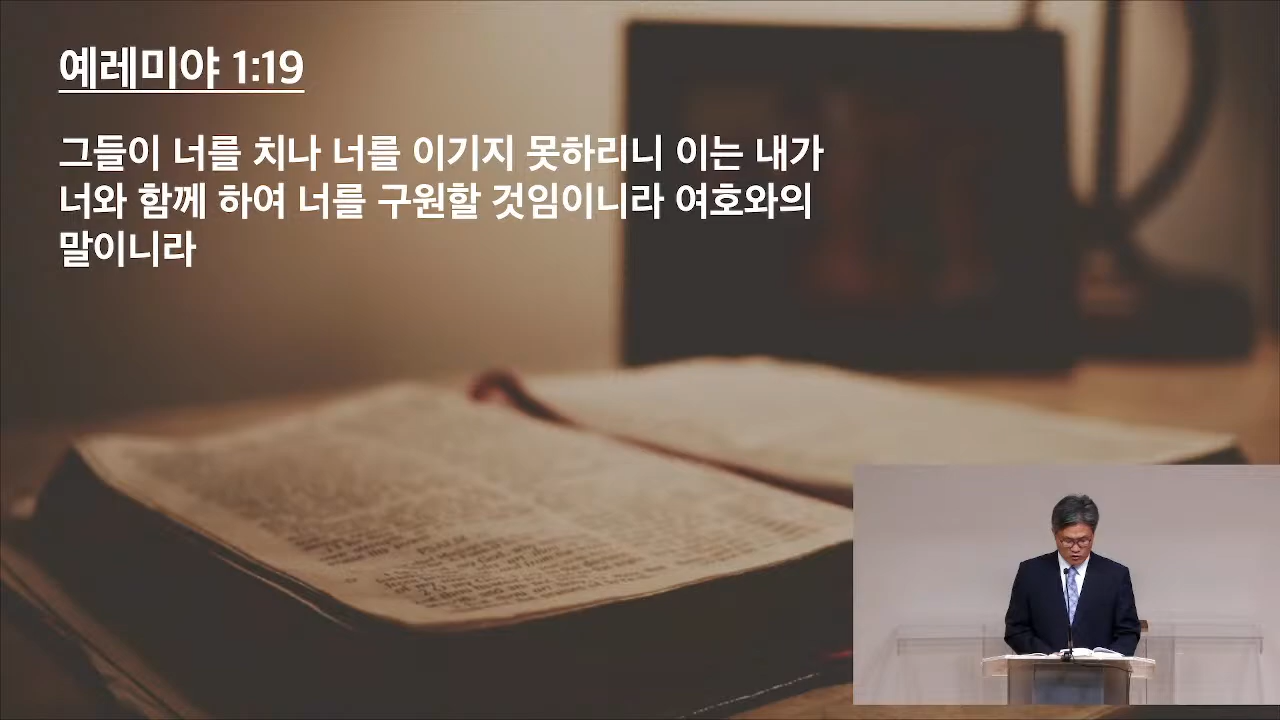 예레미야 1:19
그들이 너를 치나 너를 이기지 못하리니 이는 내가
너와 함께 하여 너를 구원할 것임이니라 여호와의
말이니라